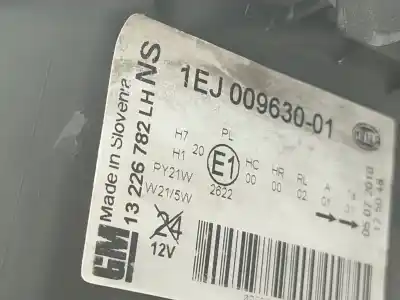 1EJ 009630-01
HELLA
GM
Made in Slovenia
13 226 782 LH NS
H7
H1
PY21W
W21/5W
PL
20
E1
2622
HC
00
HR
00
RL
02
24
12V
05 07 2010